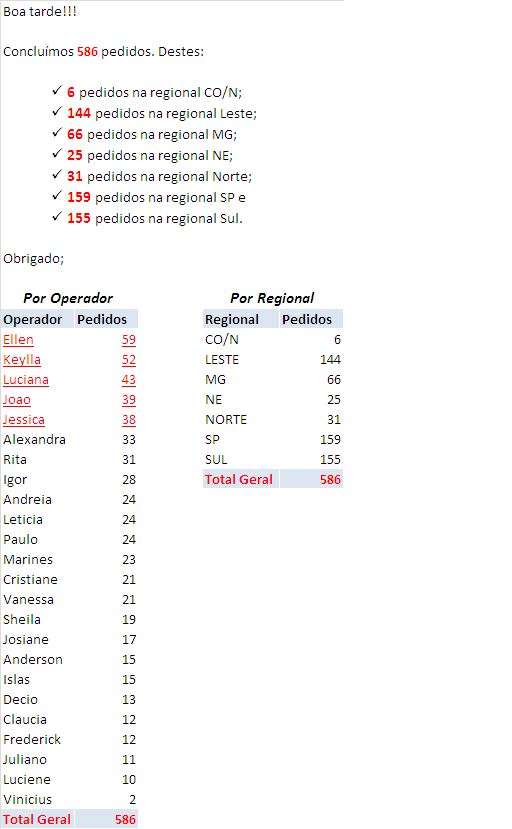 Boa tarde!!!
Concluímos 586 pedidos. Destes:
✓ 6 pedidos na regional CO/N;
✓ 144 pedidos na regional Leste;
✓ 66 pedidos na regional MG;
✓ 25 pedidos na regional NE;
✓ 31 pedidos na regional Norte;
✓ 159 pedidos na regional SP e
✓ 155 pedidos na regional Sul.
Obrigado;
Por Operador
Operador Pedidos
Ellen 59
Keylla 52
Luciana 43
Joao 39
Jessica 38
Alexandra 33
Rita 31
Igor 28
Andreia 24
Leticia 24
Paulo 24
Marines 23
Cristiane 21
Vanessa 21
Sheila 19
Josiane 17
Anderson 15
Islas 15
Decio 13
Claucia 12
Frederick 12
Juliano 11
Luciene 10
Vinicius 2
Total Geral 586
Por Regional
Regional Pedidos
CO/N 6
LESTE 144
MG 66
NE 25
NORTE 31
SP 159
SUL 155
Total Geral 586